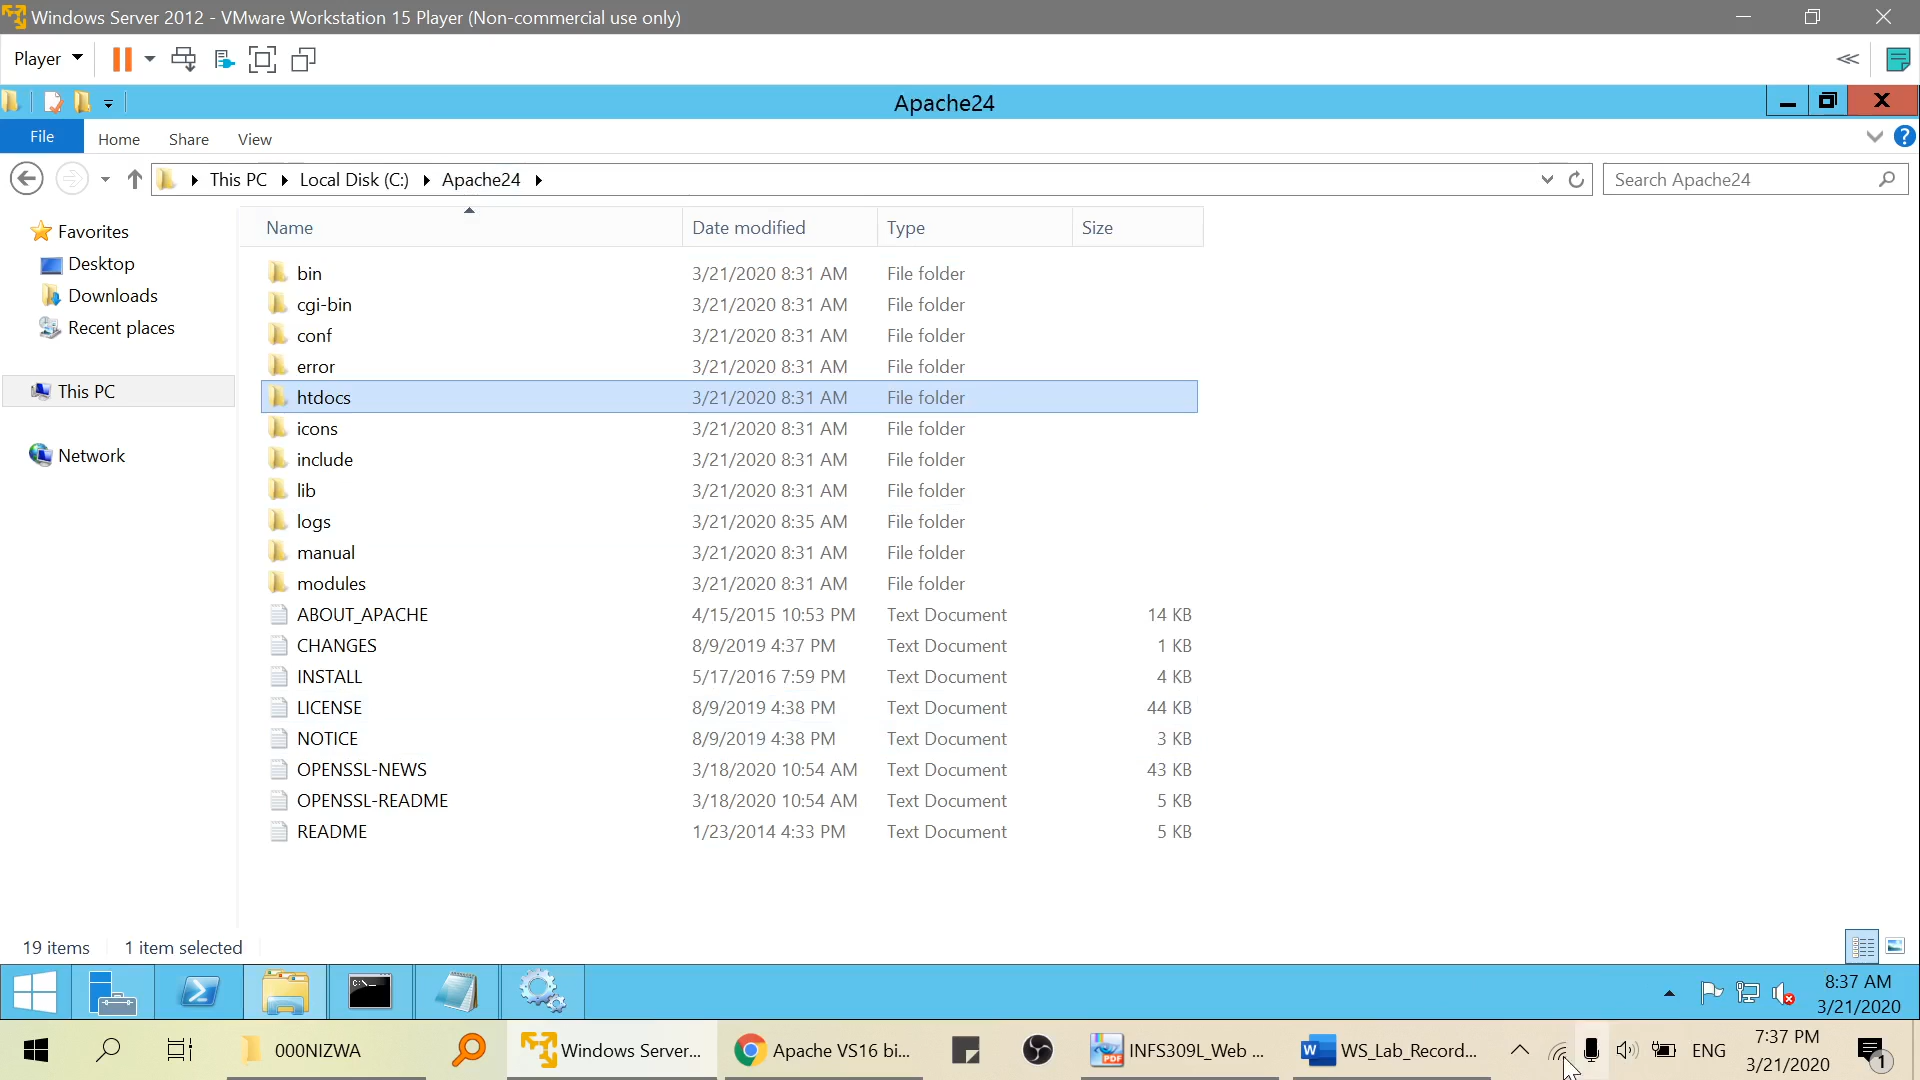 Windows Server 2012 - VMware Workstation 15 Player (Non-commercial use only)
Player
Apache24
File Home Share View
This PC Local Disk (C:) Apache24
Search Apache24
Favorites
Desktop
Downloads
Recent places
This PC
Network
Name Date modified Type Size
bin 3/21/2020 8:31 AM File folder
cgi-bin 3/21/2020 8:31 AM File folder
conf 3/21/2020 8:31 AM File folder
error 3/21/2020 8:31 AM File folder
htdocs 3/21/2020 8:31 AM File folder
icons 3/21/2020 8:31 AM File folder
include 3/21/2020 8:31 AM File folder
lib 3/21/2020 8:31 AM File folder
logs 3/21/2020 8:35 AM File folder
manual 3/21/2020 8:31 AM File folder
modules 3/21/2020 8:31 AM File folder
ABOUT_APACHE 4/15/2015 10:53 PM Text Document 14 KB
CHANGES 8/9/2019 4:37 PM Text Document 1 KB
INSTALL 5/17/2016 7:59 PM Text Document 4 KB
LICENSE 8/9/2019 4:38 PM Text Document 44 KB
NOTICE 8/9/2019 4:38 PM Text Document 3 KB
OPENSSL-NEWS 3/18/2020 10:54 AM Text Document 43 KB
OPENSSL-README 3/18/2020 10:54 AM Text Document 5 KB
README 1/23/2014 4:33 PM Text Document 5 KB
19 items 1 item selected
8:37 AM
3/21/2020
000NIZWA
Windows Server...
Apache VS16 bi...
INFS309L_Web ...
WS_Lab_Record...
ENG
7:37 PM
3/21/2020
1